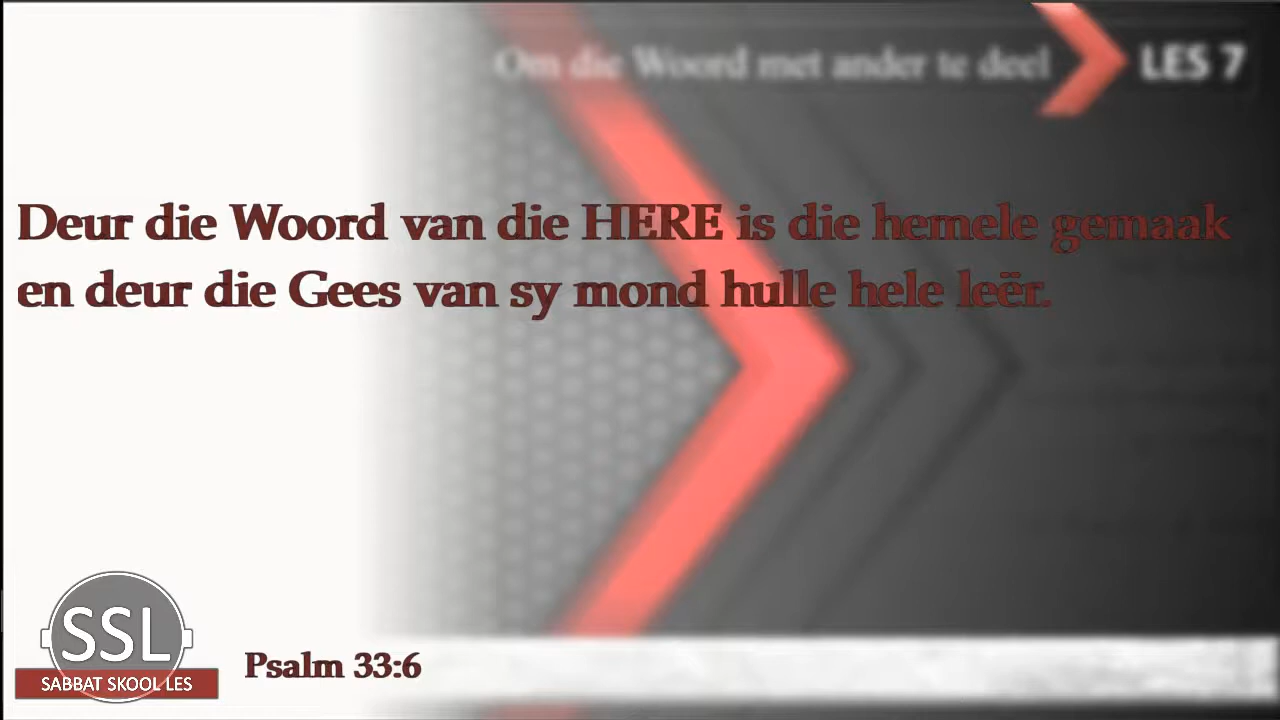 Om die Woord met ander te deel LES 7
Deur die Woord van die HERE is die hemele gemaak
en deur die Gees van sy mond hulle hele leër.
SSL
SABBAT SKOOL LES
Psalm 33:6